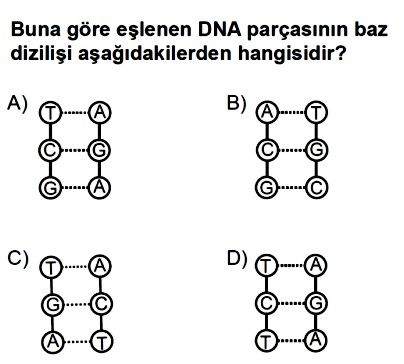 Buna göre eşlenen DNA parçasının baz
dizilişi aşağıdakilerden hangisidir?
A) T A
C G
G A
B) A T
C G
G C
C) T A
G C
A T
D) T A
C G
T A